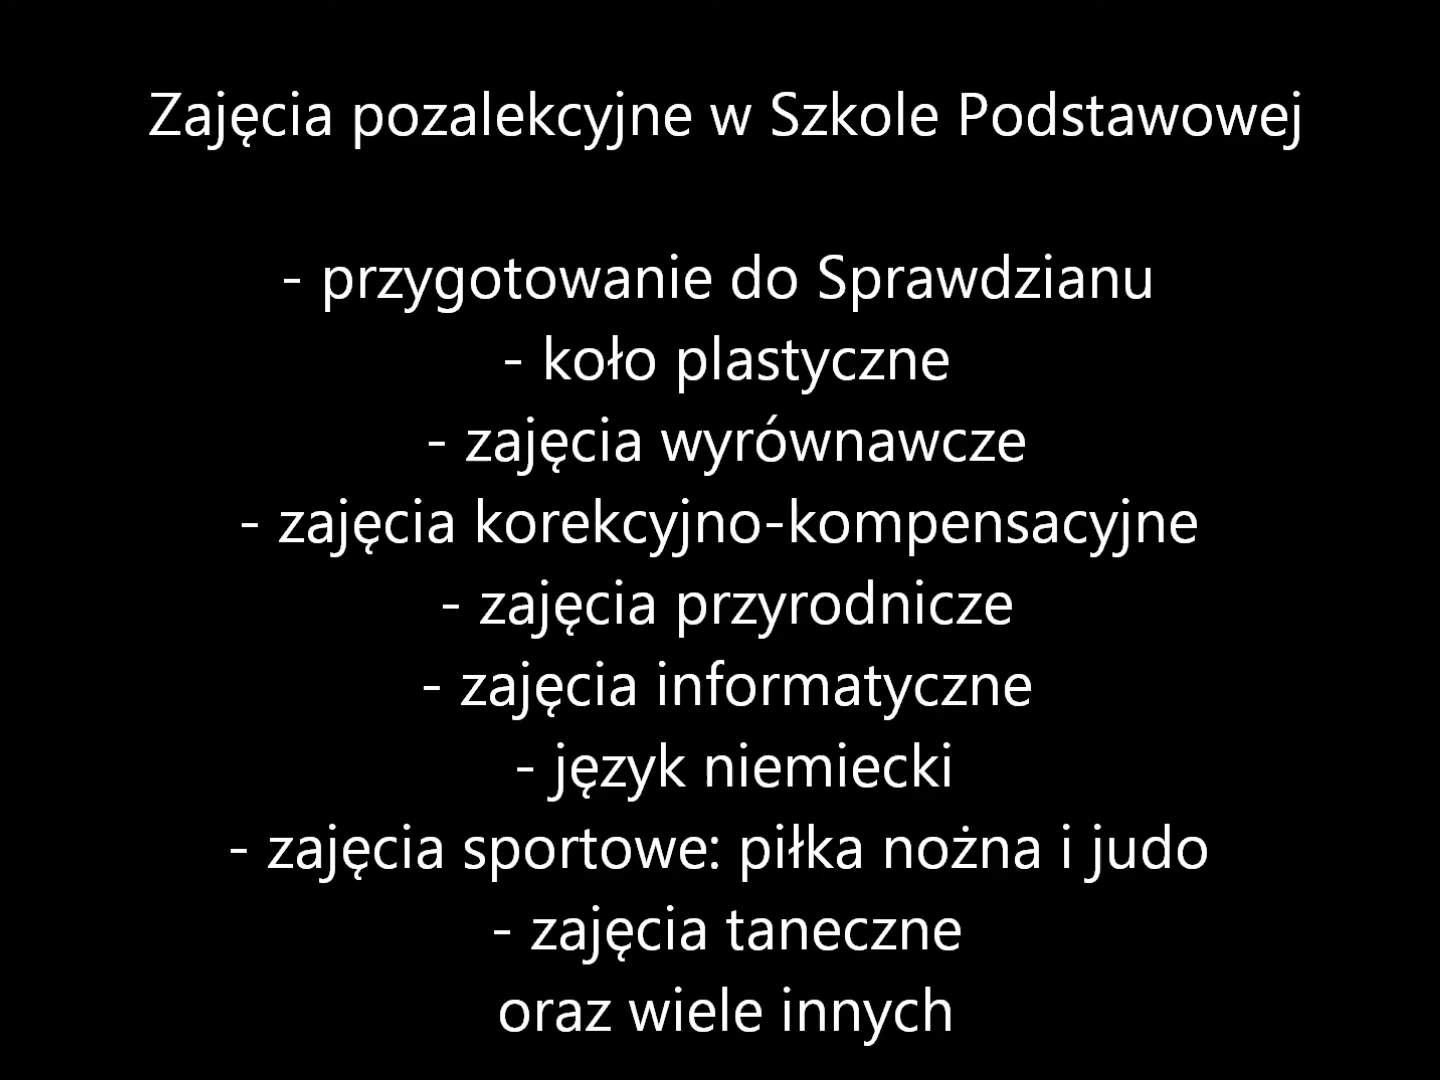 Zajęcia pozalekcyjne w Szkole Podstawowej
- przygotowanie do Sprawdzianu
- koło plastyczne
- zajęcia wyrównawcze
- zajęcia korekcyjno-kompensacyjne
- zajęcia przyrodnicze
- zajęcia informatyczne
- język niemiecki
- zajęcia sportowe: piłka nożna i judo
- zajęcia taneczne
oraz wiele innych